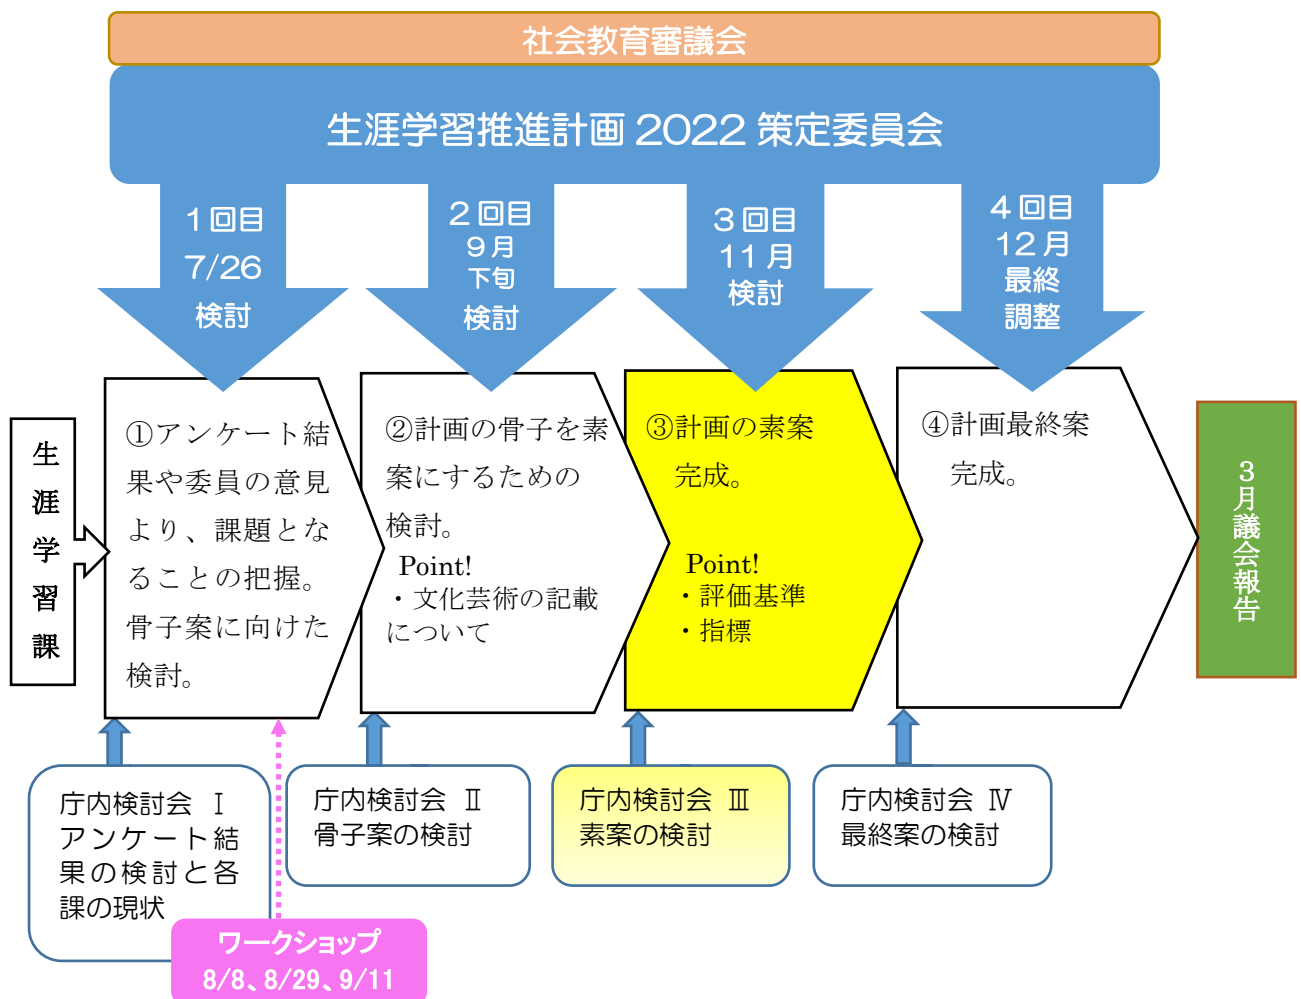 社会教育審議会
生涯学習推進計画 2022 策定委員会
1回目
7/26
検討
2回目
9月
下旬
検討
3回目
11月
検討
4回目
12月
最終
調整
生涯学習課
①アンケート結
果や委員の意見
より、課題とな
ることの把握。
骨子案に向けた
検討。
②計画の骨子を素
案にするための
検討。
Point!
・文化芸術の記載
について
③計画の素案
完成。
Point!
・評価基準
・指標
④計画最終案
完成。
3月議会報告
庁内検討会 Ⅰ
アンケート結
果の検討と各
課の現状
庁内検討会 Ⅱ
骨子案の検討
庁内検討会 Ⅲ
素案の検討
庁内検討会 Ⅳ
最終案の検討
ワークショップ
8/8、8/29、9/11